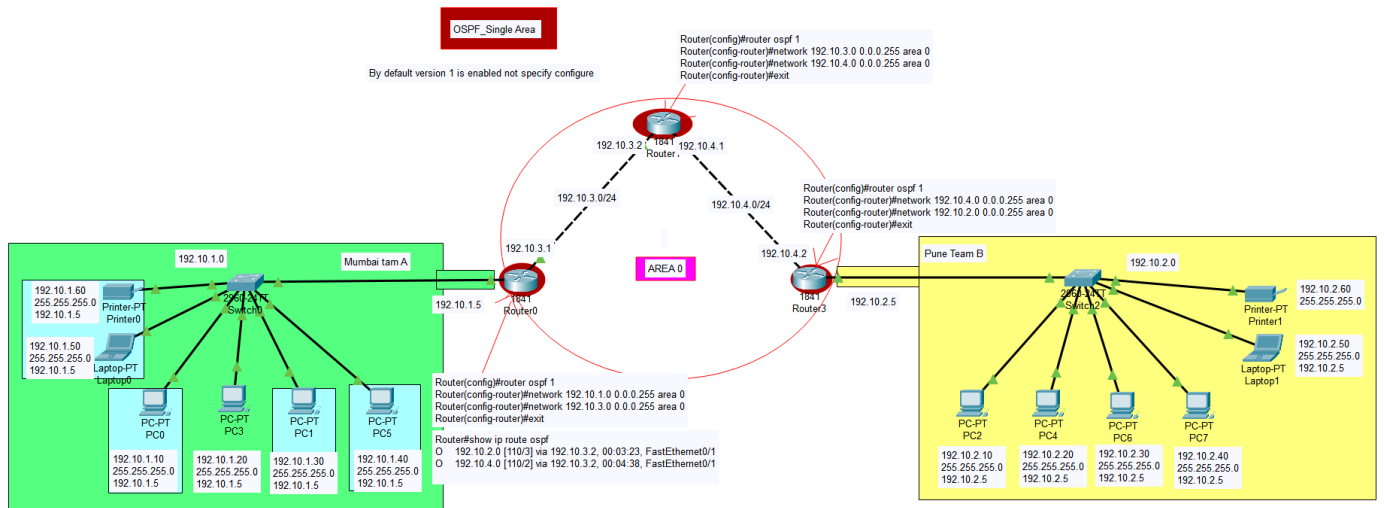 OSPF_Single Area
By default version 1 is enabled not specify configure
Router(config)#router ospf 1
Router(config-router)#network 192.10.3.0 0.0.0.255 area 0
Router(config-router)#network 192.10.4.0 0.0.0.255 area 0
Router(config-router)#exit
192.10.3.2
1841
192.10.4.1
192.10.3.0/24
192.10.4.0/24
Router(config)#router ospf 1
Router(config-router)#network 192.10.4.0 0.0.0.255 area 0
Router(config-router)#network 192.10.2.0 0.0.0.255 area 0
Router(config-router)#exit
192.10.3.1
192.10.4.2
AREA 0
1841
Router0
1841
Router3
192.10.1.5
192.10.2.5
Mumbai tam A
192.10.1.0
2960-24TT
Switch0
192.10.1.60
255.255.255.0
192.10.1.5
Printer-PT
Printer0
192.10.1.50
255.255.255.0
192.10.1.5
Laptop-PT
Laptop0
PC-PT
PC0
PC-PT
PC3
PC-PT
PC1
PC-PT
PC5
192.10.1.10
255.255.255.0
192.10.1.5
192.10.1.20
255.255.255.0
192.10.1.5
192.10.1.30
255.255.255.0
192.10.1.5
192.10.1.40
255.255.255.0
192.10.1.5
Router(config)#router ospf 1
Router(config-router)#network 192.10.1.0 0.0.0.255 area 0
Router(config-router)#network 192.10.3.0 0.0.0.255 area 0
Router(config-router)#exit
Router#show ip route ospf
O 192.10.2.0 [110/3] via 192.10.3.2, 00:03:23, FastEthernet0/1
O 192.10.4.0 [110/2] via 192.10.3.2, 00:04:38, FastEthernet0/1
Pune Team B
192.10.2.0
2960-24TT
Switch2
Printer-PT
Printer1
192.10.2.60
255.255.255.0
Laptop-PT
Laptop1
192.10.2.50
255.255.255.0
192.10.2.5
PC-PT
PC2
PC-PT
PC4
PC-PT
PC6
PC-PT
PC7
192.10.2.10
255.255.255.0
192.10.2.5
192.10.2.20
255.255.255.0
192.10.2.5
192.10.2.30
255.255.255.0
192.10.2.5
192.10.2.40
255.255.255.0
192.10.2.5